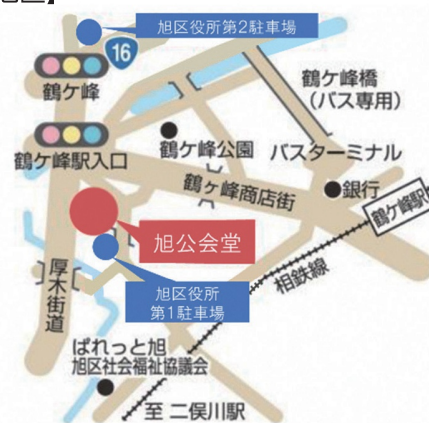 旭区役所第2駐車場
16
鶴ケ峰
鶴ケ峰橋
（バス専用）
鶴ケ峰駅入口
鶴ケ峰公園
バスターミナル
鶴ヶ峰商店街
銀行
鶴ケ峰駅
旭公会堂
旭区役所
第1駐車場
相鉄線
厚木街道
ぱれっと旭
旭区社会福祉協議会
至 二俣川駅